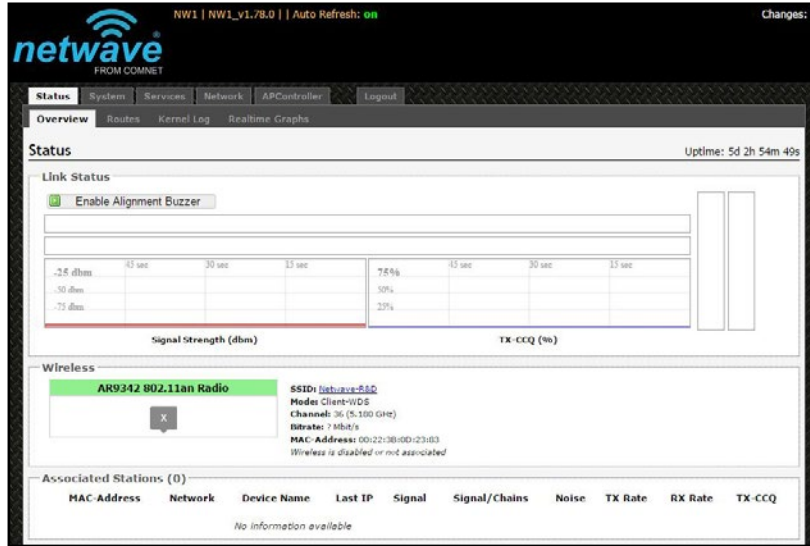 NW1 | NW1_v1.78.0 | | Auto Refresh: on
Changes:
netwave
FROM COMNET
Status System Services Network APController Logout
Overview Routes Kernel Log Realtime Graphs
Status
Uptime: 5d 2h 54m 49s
Link Status
Enable Alignment Buzzer
-25 dbm 45 sec 30 sec 15 sec
-50 dbm
-75 dbm
75% 45 sec 30 sec 15 sec
50%
25%
Signal Strength (dbm)
TX-CCQ (%)
Wireless
AR9342 802.11an Radio
X
SSID: Netwave-R&D
Mode: Client-WDS
Channel: 36 (5.180 GHz)
Bitrate: ? Mbit/s
MAC-Address: 00:22:3B:0D:23:83
Wireless is disabled or not associated
Associated Stations (0)
MAC-Address Network Device Name Last IP Signal Signal/Chains Noise TX Rate RX Rate TX-CCQ
No information available